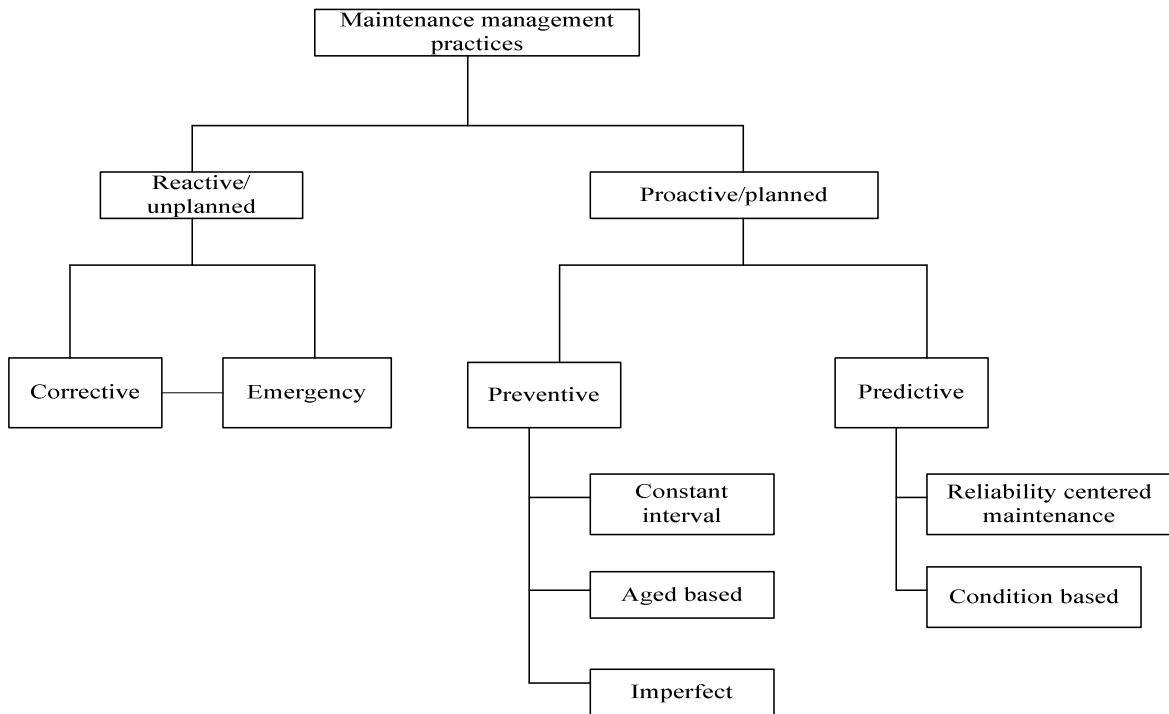 Maintenance management
practices
Reactive/
unplanned
Proactive/planned
Corrective
Emergency
Preventive
Predictive
Constant
interval
Reliability centered
maintenance
Aged based
Condition based
Imperfect